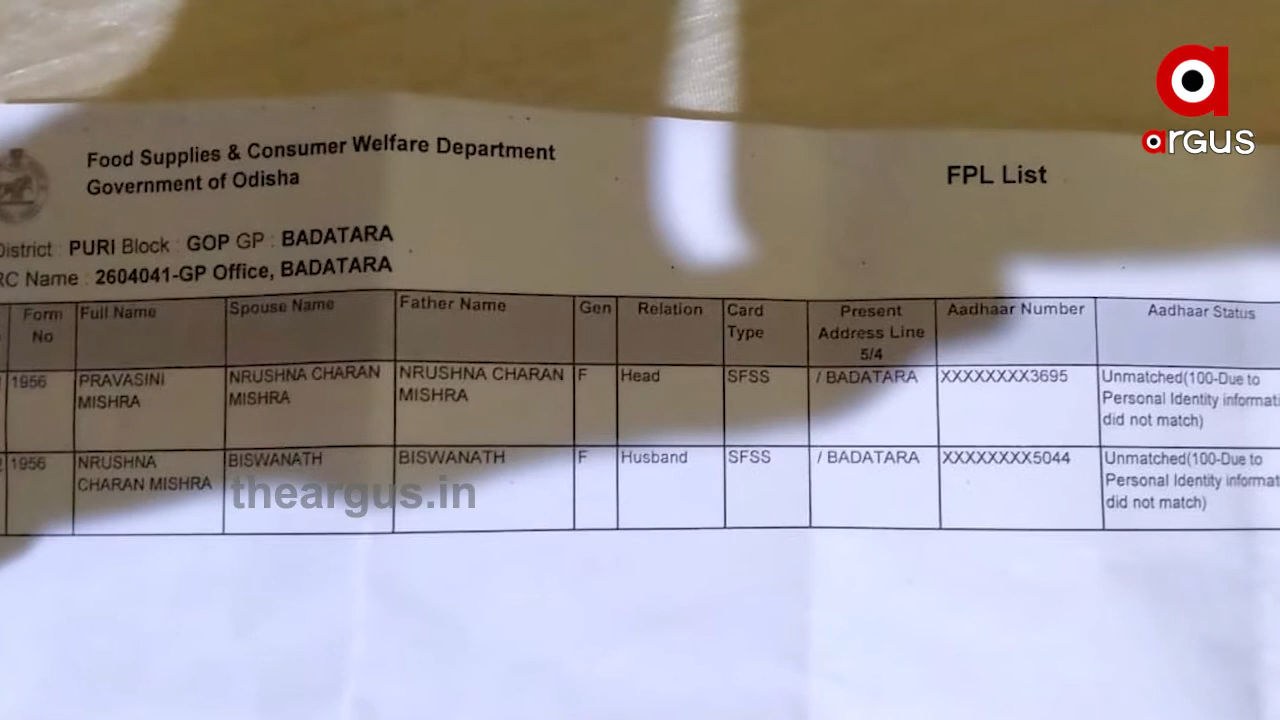 argus
Food Supplies & Consumer Welfare Department
Government of Odisha
FPL List
District : PURI Block : GOP GP : BADATARA
RC Name : 2604041-GP Office, BADATARA
Form No Full Name Spouse Name Father Name Gen Relation Card Type Present Address Line 5/4 Aadhaar Number Aadhaar Status
1956 PRAVASINI MISHRA NRUSHNA CHARAN MISHRA NRUSHNA CHARAN MISHRA F Head SFSS / BADATARA XXXXXXXX3695 Unmatched(100-Due to Personal Identity informati did not match)
1956 NRUSHNA CHARAN MISHRA BISWANATH BISWANATH F Husband SFSS / BADATARA XXXXXXXX5044 Unmatched(100-Due to Personal Identity informat did not match)
theargus.in